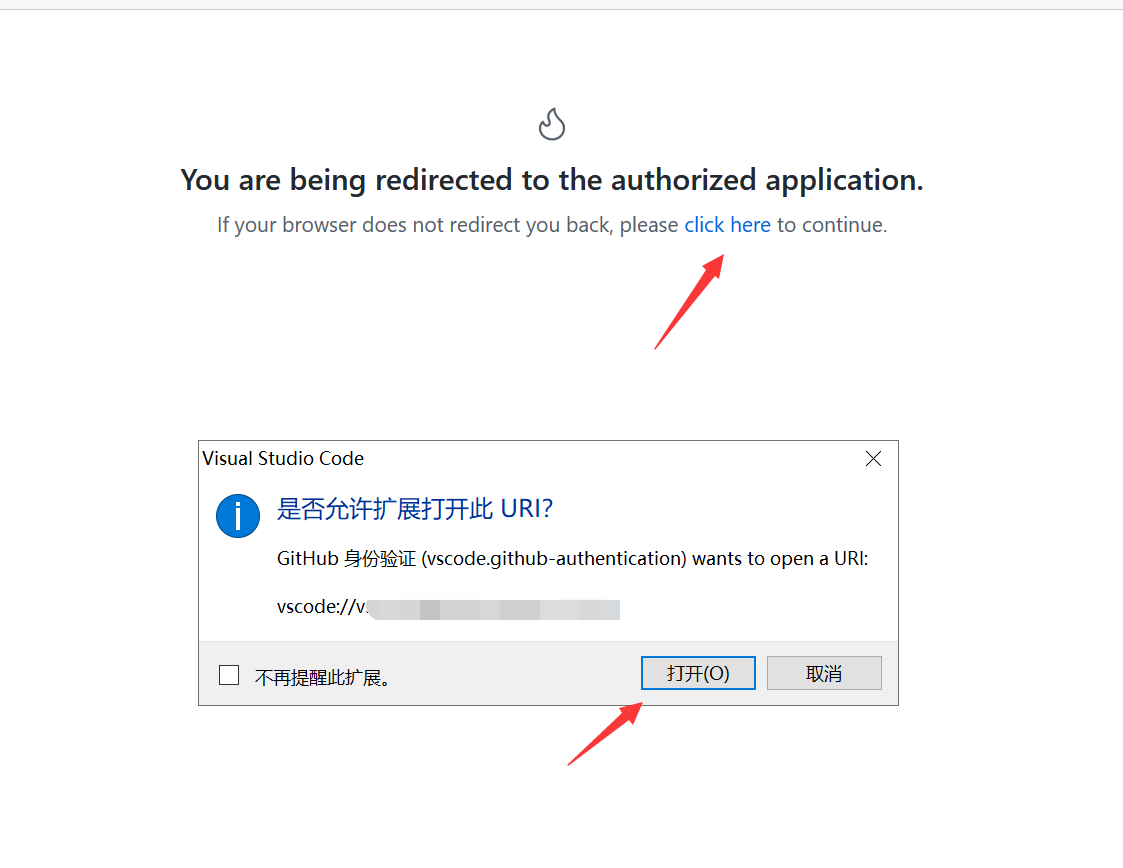 You are being redirected to the authorized application.
If your browser does not redirect you back, please click here to continue.
Visual Studio Code
是否允许扩展打开此 URI?
GitHub 身份验证 (vscode.github-authentication) wants to open a URI:
vscode://v
不再提醒此扩展。
打开(O)
取消